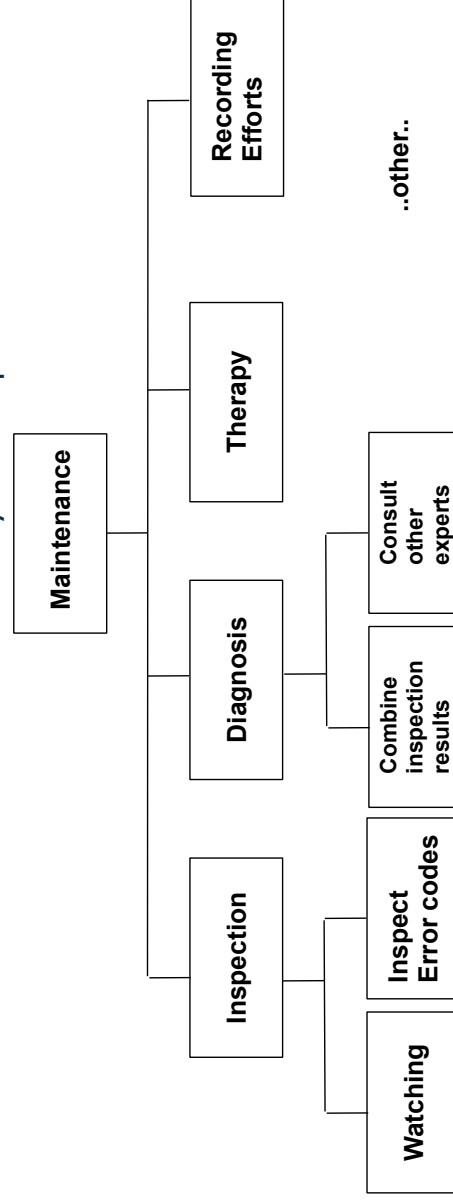 Maintenance
Inspection
Diagnosis
Therapy
Recording
Efforts
Watching
Inspect
Error codes
Combine
inspection
results
Consult
other
experts
..other..